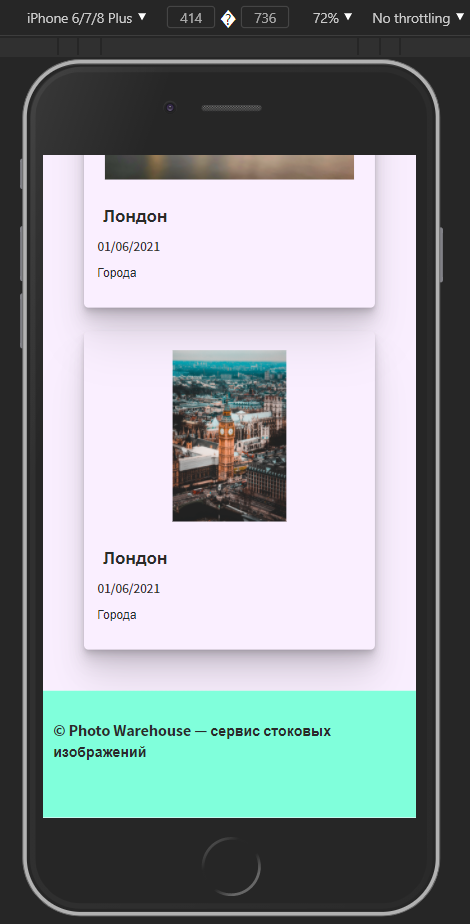 iPhone 6/7/8 Plus ▼ 414 ? 736 72% ▼ No throttling ▼
Лондон
01/06/2021
Города
Лондон
01/06/2021
Города
© Photo Warehouse — сервис стоковых
изображений